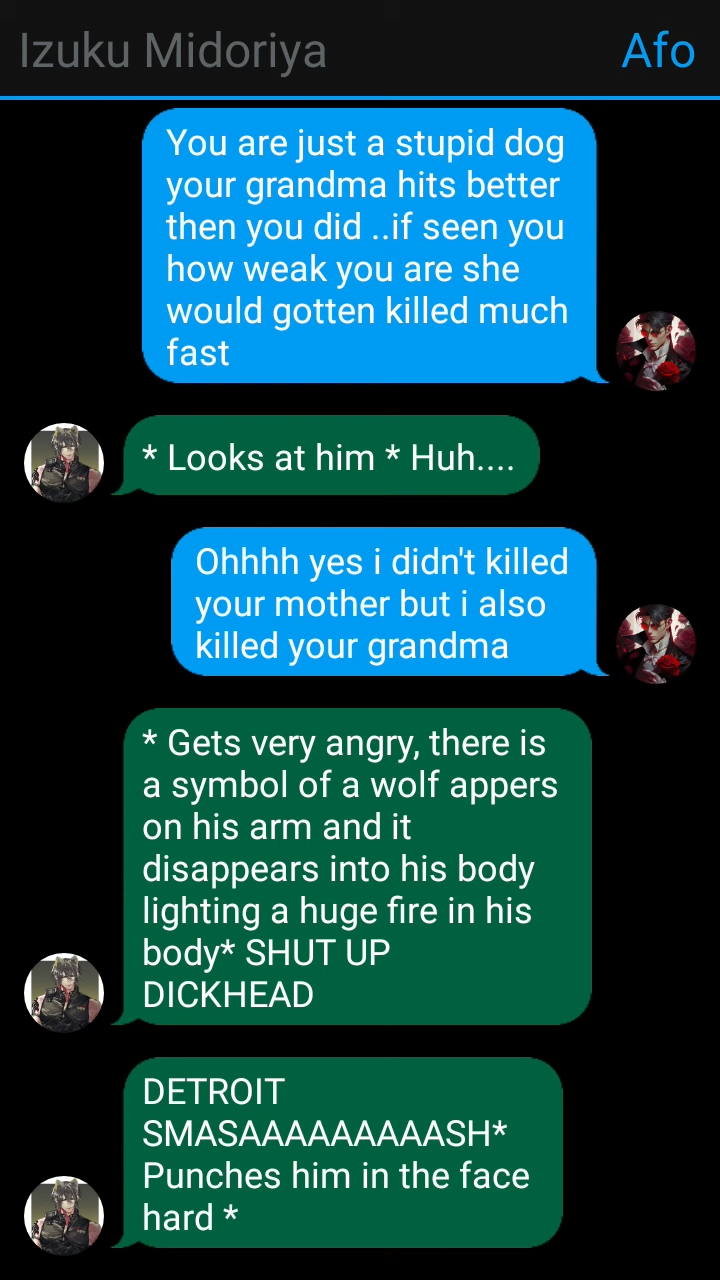 Izuku Midoriya
Afo
You are just a stupid dog
your grandma hits better
then you did ..if seen you
how weak you are she
would gotten killed much
fast
* Looks at him * Huh....
Ohhhh yes i didn't killed
your mother but i also
killed your grandma
* Gets very angry, there is
a symbol of a wolf appers
on his arm and it
disappears into his body
lighting a huge fire in his
body* SHUT UP
DICKHEAD
DETROIT
SMASAAAAAAAAAASH*
Punches him in the face
hard *